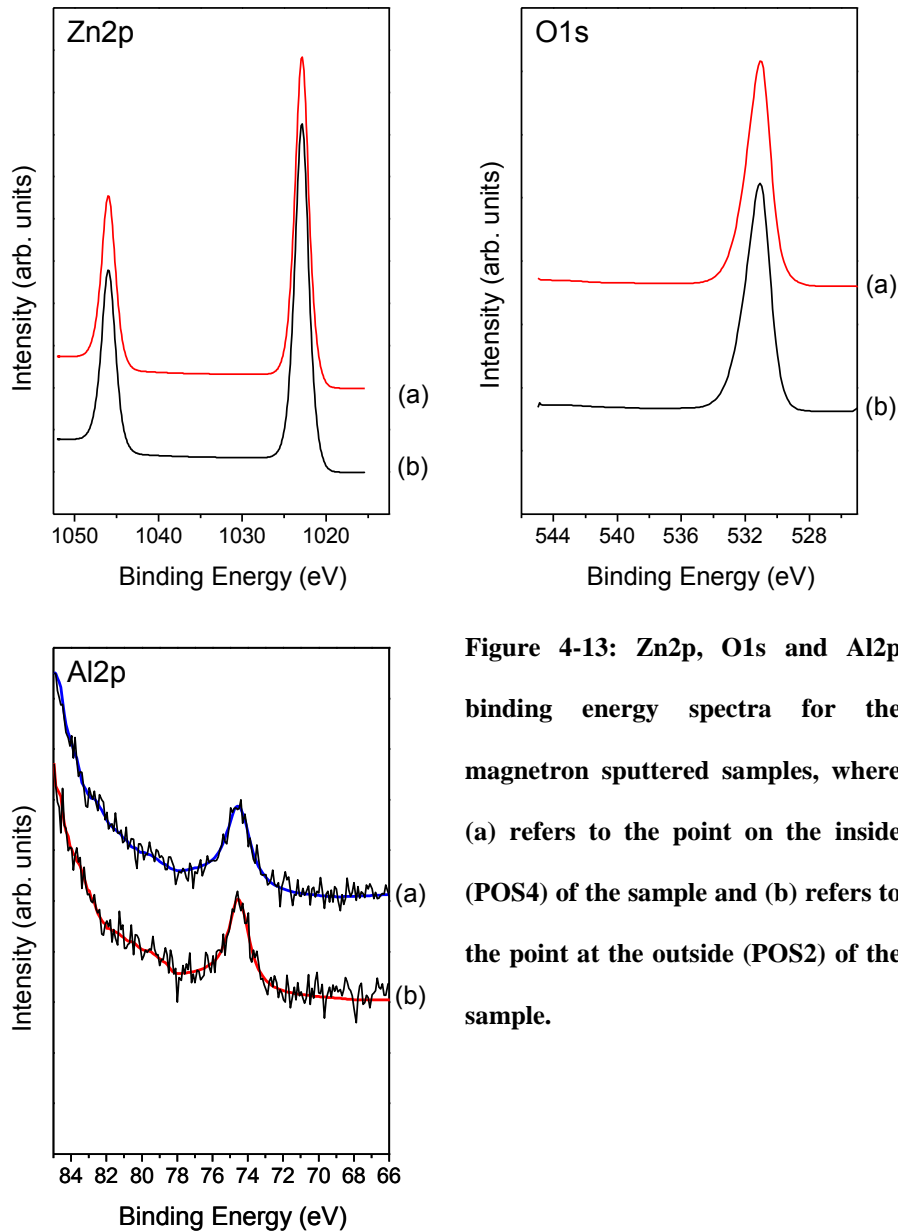 Zn2p
Intensity (arb. units)
(a)
(b)
1050 1040 1030 1020
Binding Energy (eV)
O1s
Intensity (arb. units)
(a)
(b)
544 540 536 532 528
Binding Energy (eV)
Al2p
Intensity (arb. units)
(a)
(b)
84 82 80 78 76 74 72 70 68 66
Binding Energy (eV)
Figure 4-13: Zn2p, O1s and Al2p
binding energy spectra for the
magnetron sputtered samples, where
(a) refers to the point on the inside
(POS4) of the sample and (b) refers to
the point at the outside (POS2) of the
sample.